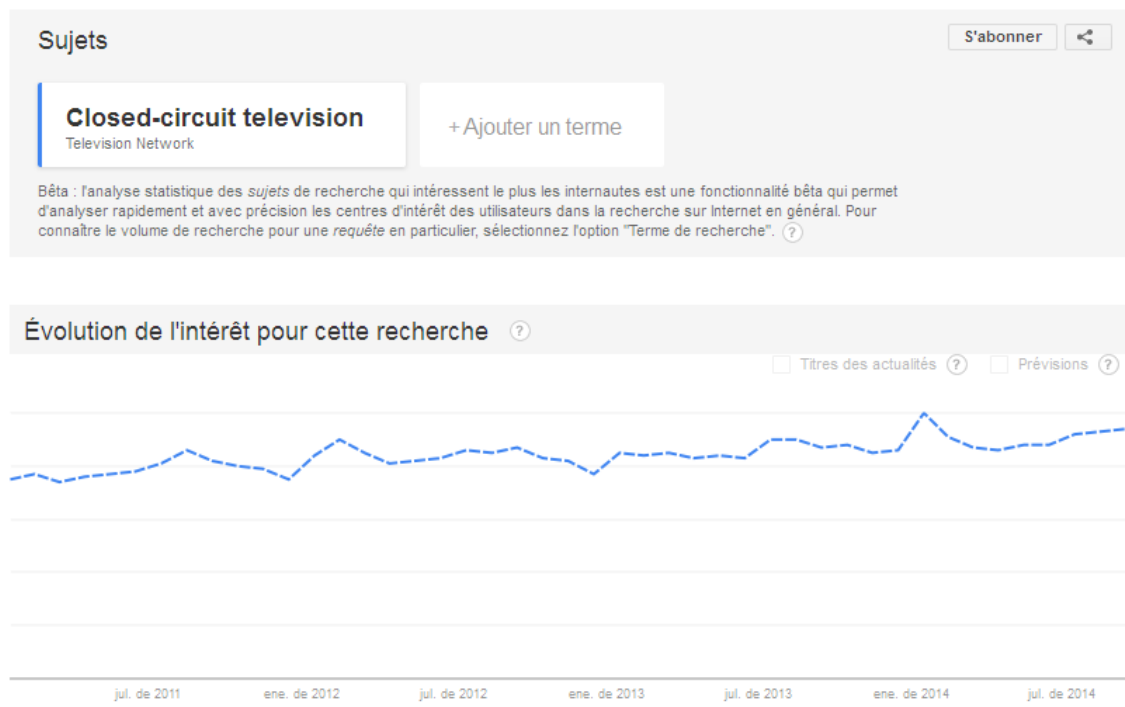 Sujets
S'abonner
Closed-circuit television
Television Network
+ Ajouter un terme
Bêta : l'analyse statistique des sujets de recherche qui intéressent le plus les internautes est une fonctionnalité bêta qui permet
d'analyser rapidement et avec précision les centres d'intérêt des utilisateurs dans la recherche sur Internet en général. Pour
connaître le volume de recherche pour une requête en particulier, sélectionnez l'option "Terme de recherche". ?
Évolution de l'intérêt pour cette recherche ?
Titres des actualités ? Prévisions ?
jul. de 2011 ene. de 2012 jul. de 2012 ene. de 2013 jul. de 2013 ene. de 2014 jul. de 2014